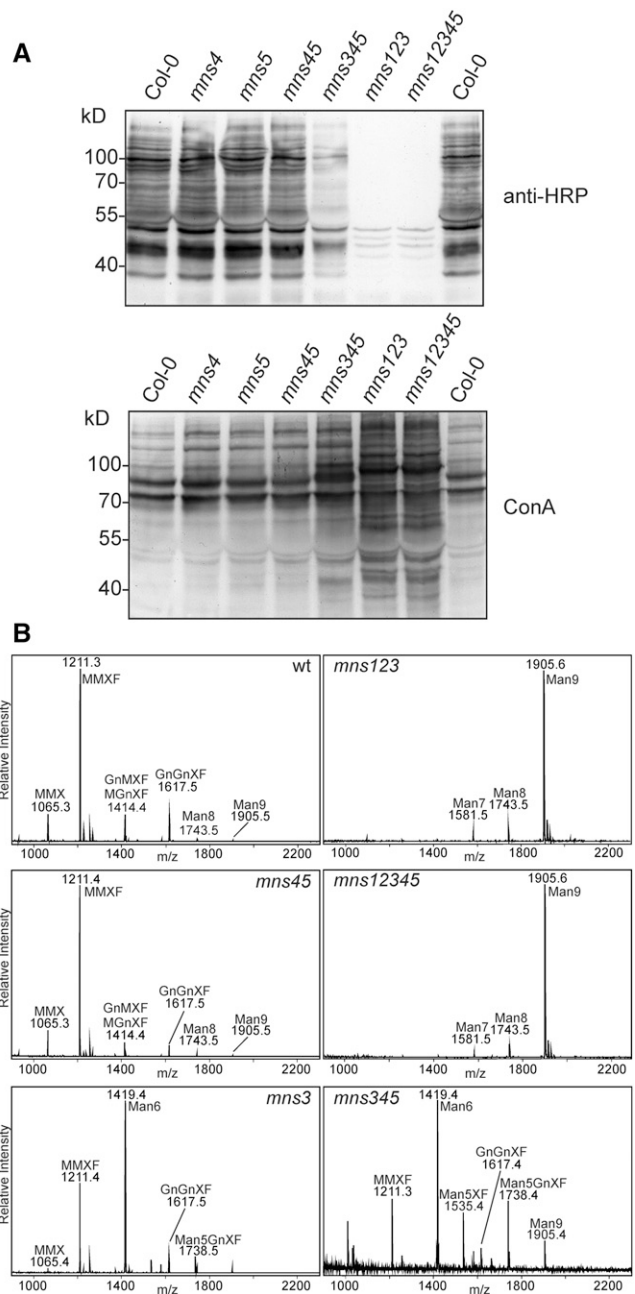 A
Col-0 mns4 mns5 mns45 mns345 mns123 mns12345 Col-0
kD
100
70
55
40
anti-HRP
Col-0 mns4 mns5 mns45 mns345 mns123 mns12345 Col-0
kD
100
70
55
40
ConA
B
Relative Intensity
wt
1211.3
MMXF
MMX
1065.3
GnMXF
MGnXF
1414.4
GnGnXF
1617.5
Man8
1743.5
Man9
1905.5
1000 1400 1800 2200
m/z
mns123
1905.6
Man9
Man7
1581.5
Man8
1743.5
1000 1400 1800 2200
m/z
Relative Intensity
mns45
1211.4
MMXF
MMX
1065.3
GnMXF
MGnXF
1414.4
GnGnXF
1617.5
Man8
1743.5
Man9
1905.5
1000 1400 1800 2200
m/z
mns12345
1905.6
Man9
Man7
1581.5
Man8
1743.5
1000 1400 1800 2200
m/z
Relative Intensity
mns3
1419.4
Man6
MMXF
1211.4
MMX
1065.4
GnGnXF
1617.5
Man5GnXF
1738.5
1000 1400 1800 2200
m/z
mns345
1419.4
Man6
MMXF
1211.3
Man5XF
1535.4
GnGnXF
1617.4
Man5GnXF
1738.4
Man9
1905.4
1000 1400 1800 2200
m/z